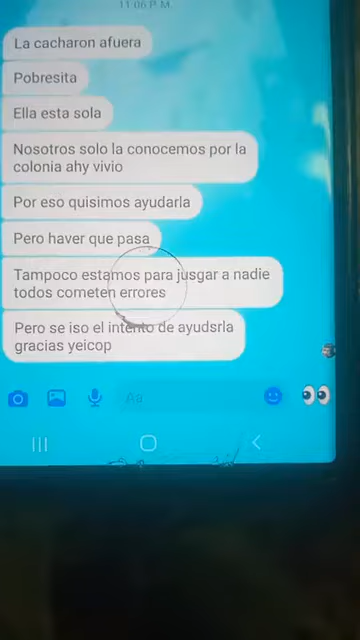 11:06 P. M.
La cacharon afuera
Pobresita
Ella esta sola
Nosotros solo la conocemos por la
colonia ahy vivio
Por eso quisimos ayudarla
Pero haver que pasa
Tampoco estamos para jusgar a nadie
todos cometen errores
Pero se iso el intento de ayudsrla
gracias yeicop
Aa